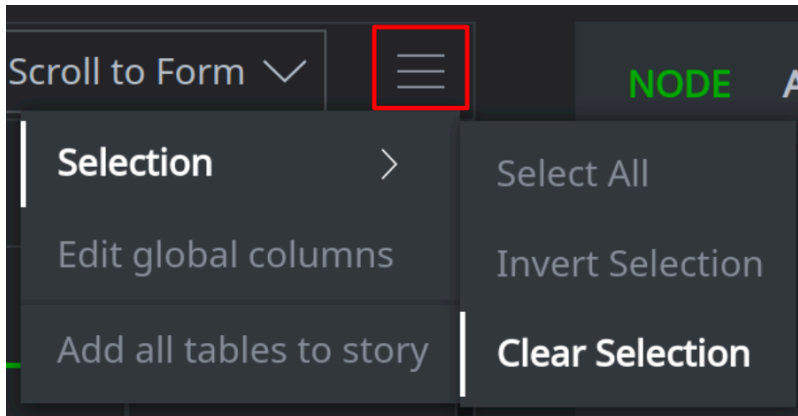 Scroll to Form
NODE
Selection
Edit global columns
Add all tables to story
Select All
Invert Selection
Clear Selection